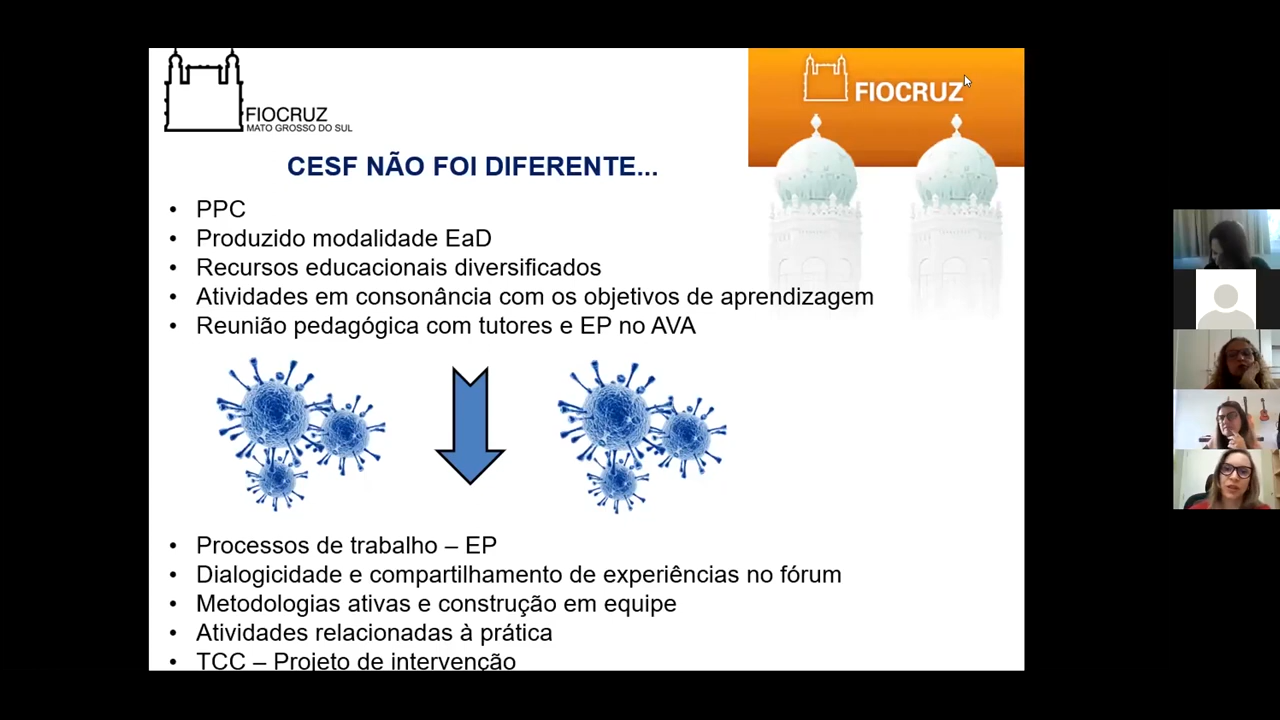 FIOCRUZ
MATO GROSSO DO SUL
FIOCRUZ
CESF NÃO FOI DIFERENTE...
• PPC
• Produzido modalidade EaD
• Recursos educacionais diversificados
• Atividades em consonância com os objetivos de aprendizagem
• Reunião pedagógica com tutores e EP no AVA
• Processos de trabalho – EP
• Dialogicidade e compartilhamento de experiências no fórum
• Metodologias ativas e construção em equipe
• Atividades relacionadas à prática
• TCC – Projeto de intervenção